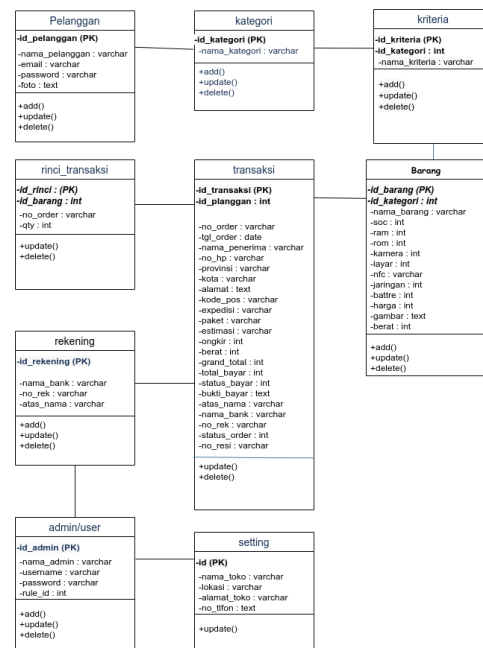 Pelanggan
-id_pelanggan (PK)
-nama_pelanggan : varchar
-email : varchar
-password : varchar
-foto : text
+add()
+update()
+delete()
kategori
-id_kriteria (PK)
-nama_kategori : varchar
+add()
+update()
+delete()
kriteria
-id_kriteria (PK)
-id_kategori : int
-nama_kriteria : varchar
+add()
+update()
+delete()
rinci_transaksi
-id_rinci : (PK)
-id_barang : int
-no_order : varchar
-qty : int
+update()
+delete()
transaksi
-id_transaksi (PK)
-id_planggan : int
-no_order : varchar
-tgl_order : date
-nama_penerima : varchar
-no_hp : varchar
-provinsi : varchar
-kota : varchar
-alamat : text
-kode_pos : varchar
-expedisi : varchar
-paket : varchar
-estimasi : varchar
-ongkir : int
-berat : int
-grand_total : int
-total_bayar : int
-status_bayar : int
-bukti_bayar : text
-atas_nama : varchar
-nama_bank : varchar
-no_rek : varchar
-status_order : int
-no_resi : varchar
+update()
+delete()
Barang
-id_barang (PK)
-id_kategori : int
-nama_barang : varchar
-soc : int
-ram : int
-rom : int
-kamera : int
-layar : int
-nfc : varchar
-jaringan : int
-battre : int
-harga : int
-gambar : text
-berat : int
+add()
+update()
+delete()
rekening
-id_rekening (PK)
-nama_bank : varchar
-no_rek : varchar
-atas_nama : varchar
+add()
+update()
+delete()
admin/user
-id_admin (PK)
-nama_admin : varchar
-username : varchar
-password : varchar
-rule_id : int
+add()
+update()
+delete()
setting
-id (PK)
-nama_toko : varchar
-lokasi : varchar
-alamat_toko : varchar
-no_tlfon : text
+update()